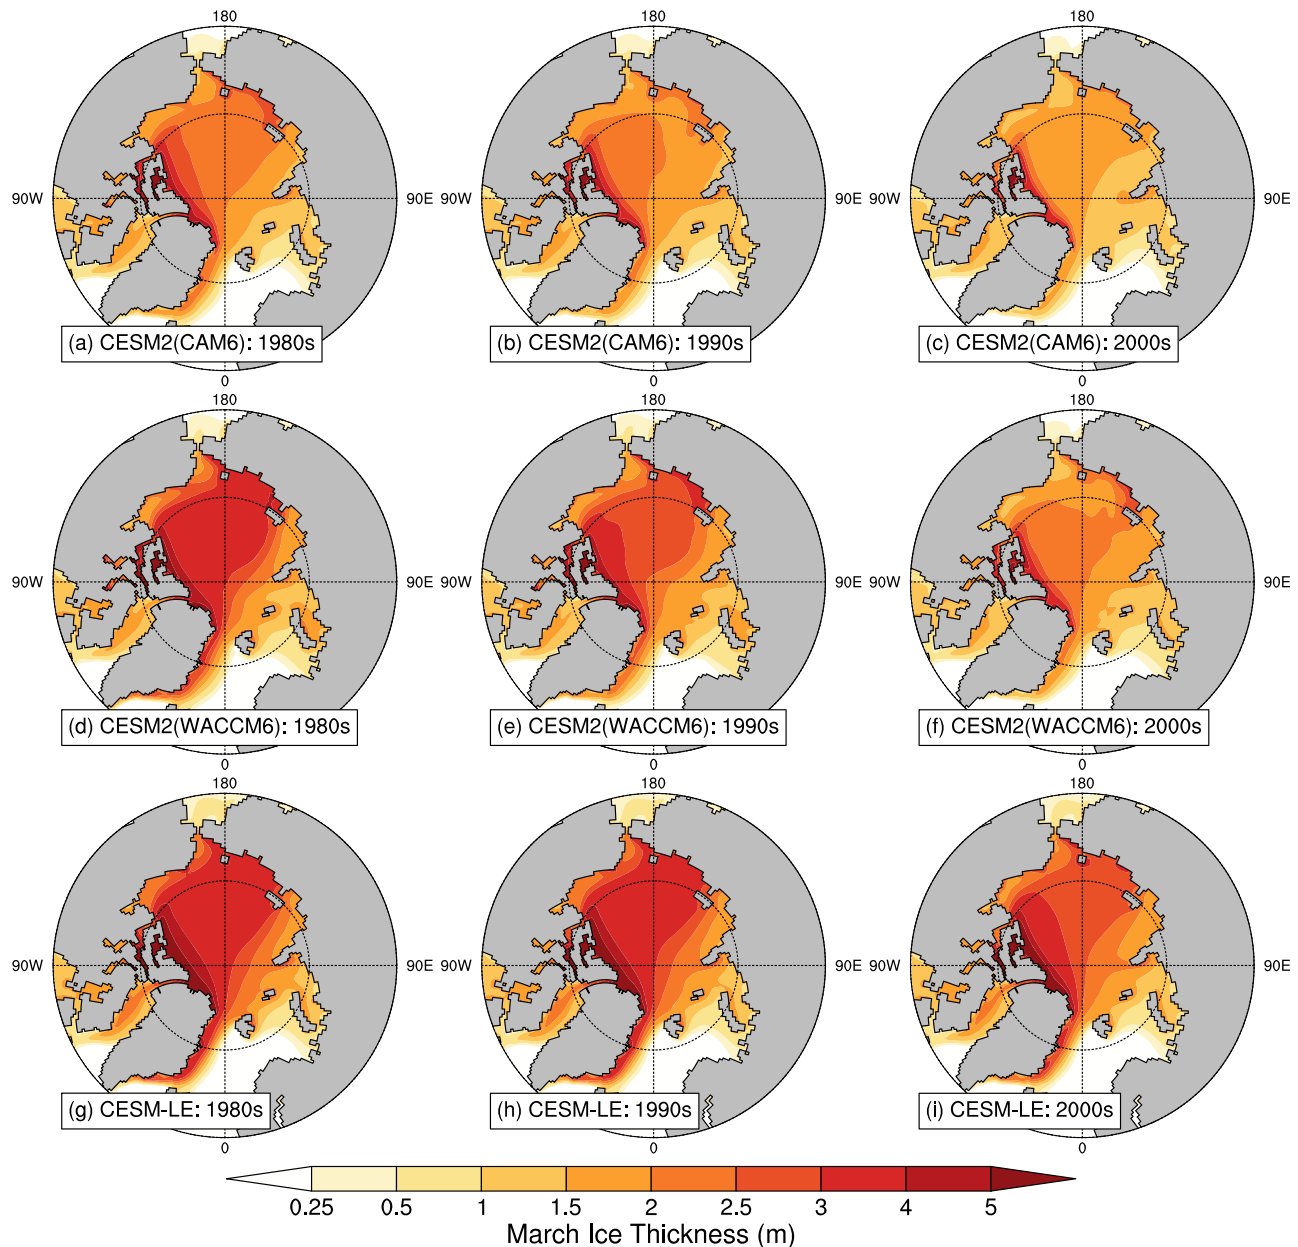 180 180 180
90W 90E 90W 90E 90W 90E
(a) CESM2(CAM6): 1980s (b) CESM2(CAM6): 1990s (c) CESM2(CAM6): 2000s
0 0 0
180 180 180
90W 90E 90W 90E 90W 90E
(d) CESM2(WACCM6): 1980s (e) CESM2(WACCM6): 1990s (f) CESM2(WACCM6): 2000s
0 0 0
180 180 180
90W 90E 90W 90E 90W 90E
(g) CESM-LE: 1980s (h) CESM-LE: 1990s (i) CESM-LE: 2000s
0 0 0
0.25 0.5 1 1.5 2 2.5 3 4 5
March Ice Thickness (m)